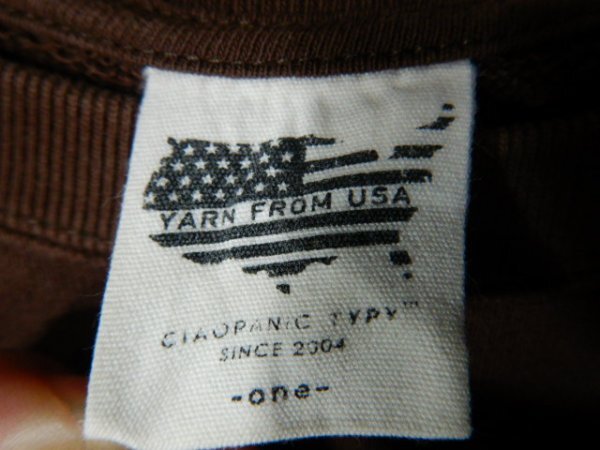 YARN FROM USA
CIAOPANIC TYPY™
SINCE 2004
-one-